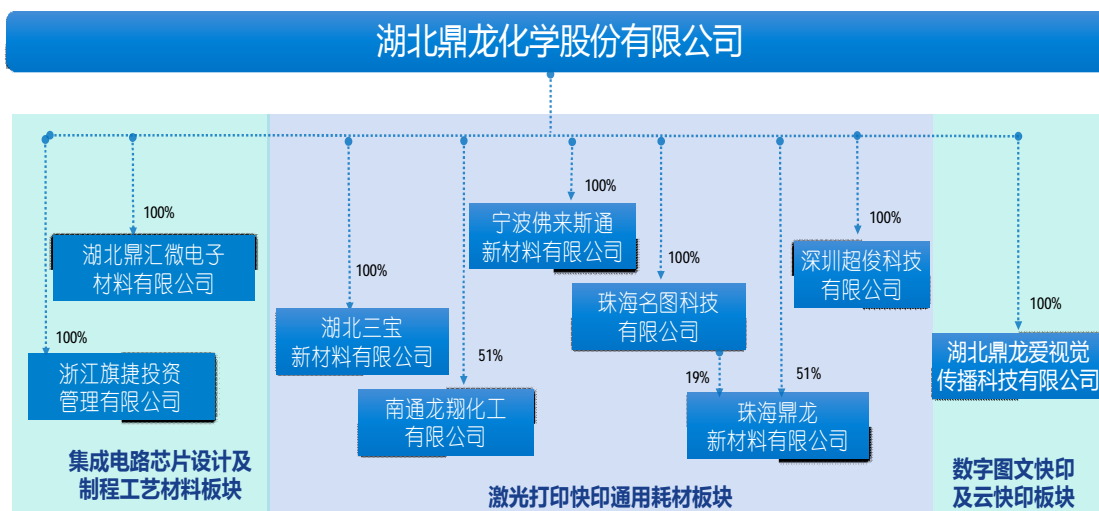 湖北鼎龙化学股份有限公司
100%
湖北鼎汇微电子
材料有限公司
100%
浙江旗捷投资
管理有限公司
集成电路芯片设计及
制程工艺材料板块
100%
湖北三宝
新材料有限公司
51%
南通龙翔化工
有限公司
100%
宁波佛来斯通
新材料有限公司
100%
珠海名图科技
有限公司
19%
51%
珠海鼎龙
新材料有限公司
100%
深圳超俊科技
有限公司
激光打印快印通用耗材板块
100%
湖北鼎龙爱视觉
传播科技有限公司
数字图文快印
及云快印板块